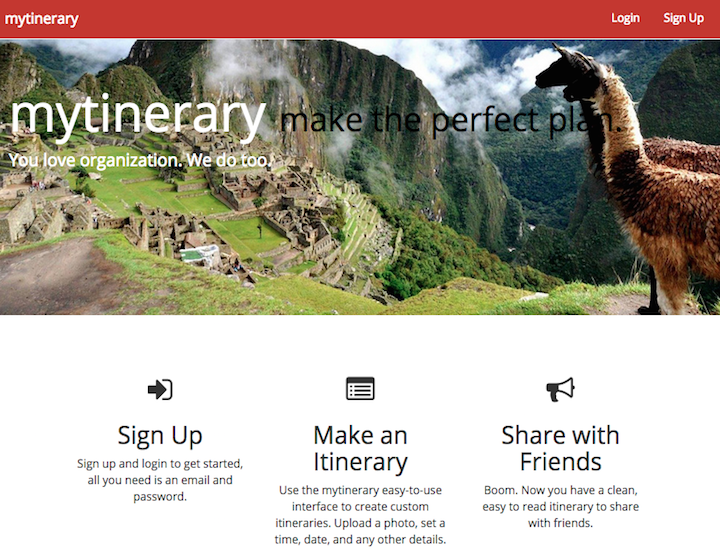 mytinerary Login Sign Up
mytinerary make the perfect plan.
You love organization. We do too.
Sign Up
Sign up and login to get started,
all you need is an email and
password.
Make an
Itinerary
Use the mytinerary easy-to-use
interface to create custom
itineraries. Upload a photo, set a
time, date, and any other details.
Share with
Friends
Boom. Now you have a clean,
easy to read itinerary to share
with friends.